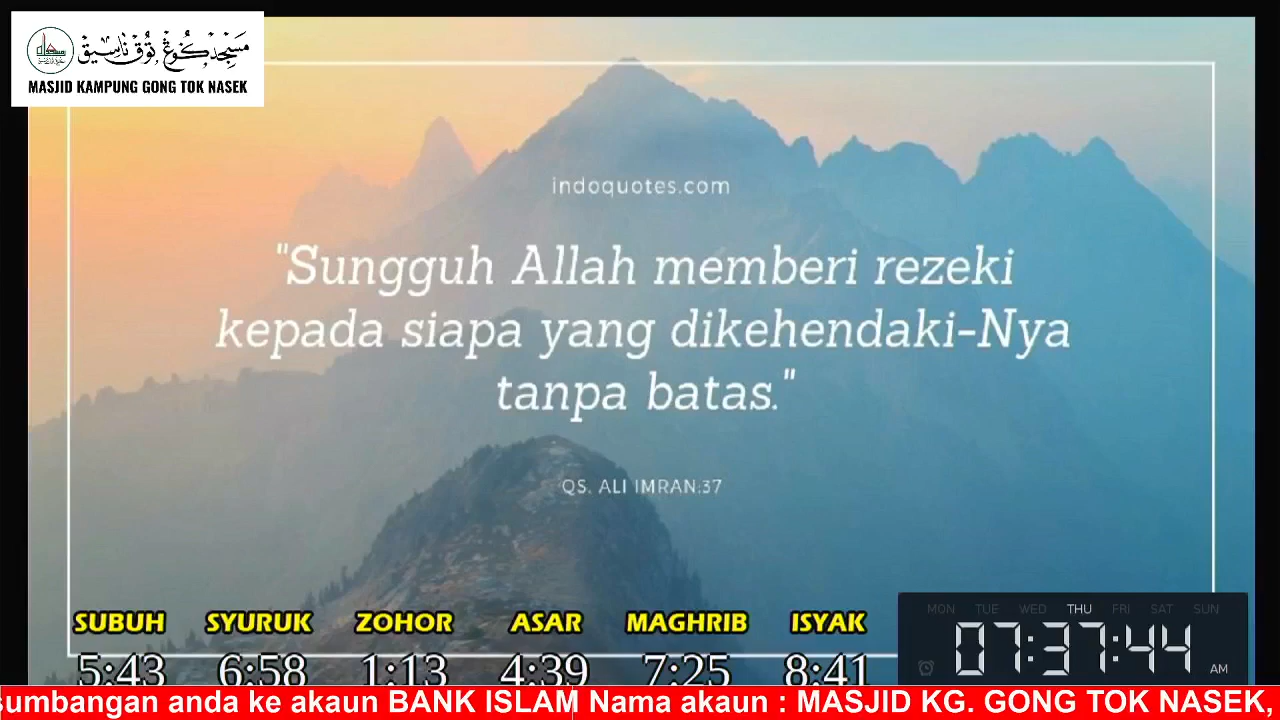 مسجد كموڠ ݢوڠ توق ناسيق
MASJID KAMPUNG GONG TOK NASEK
indoquotes.com
"Sungguh Allah memberi rezeki
kepada siapa yang dikehendaki-Nya
tanpa batas."
QS. ALI IMRAN:37
SUBUH SYURUK ZOHOR ASAR MAGHRIB ISYAK
5:43 6:58 1:13 4:39 7:25 8:41
MON TUE WED THU FRI SAT SUN
07:37:44 AM
sumbangan anda ke akaun BANK ISLAM Nama akaun : MASJID KG. GONG TOK NASEK,